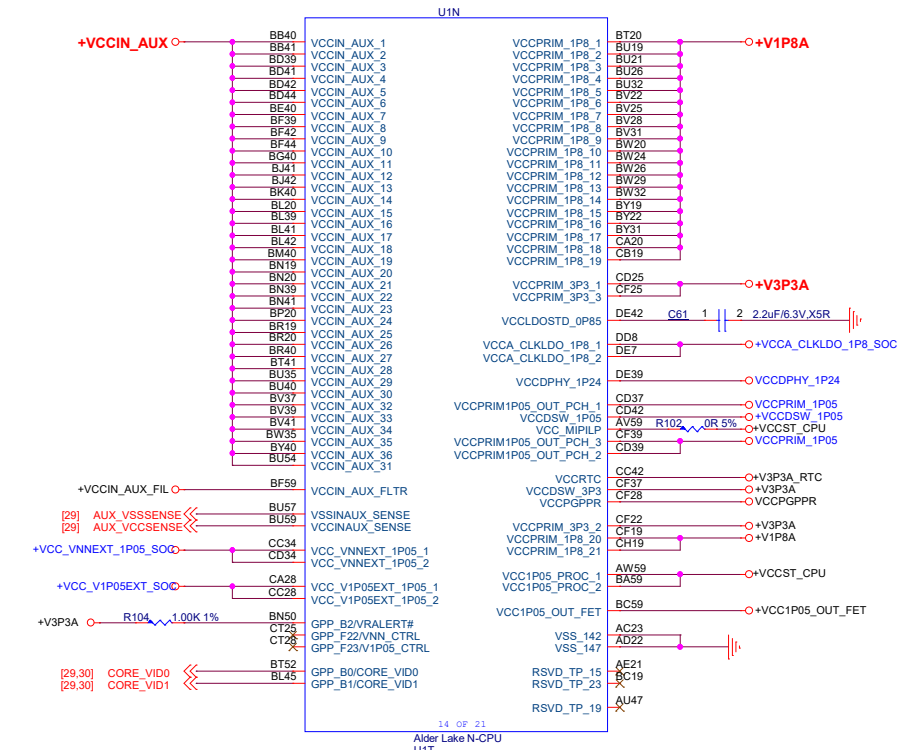 U1N
+VCCIN_AUX BB40 VCCIN_AUX_1 VCCPRIM_1P8_1 BT20 +V1P8A
BB41 VCCIN_AUX_2 VCCPRIM_1P8_2 BU19
BD39 VCCIN_AUX_3 VCCPRIM_1P8_3 BU21
BD41 VCCIN_AUX_4 VCCPRIM_1P8_4 BU26
BD42 VCCIN_AUX_5 VCCPRIM_1P8_5 BU32
BD44 VCCIN_AUX_6 VCCPRIM_1P8_6 BV22
BE40 VCCIN_AUX_7 VCCPRIM_1P8_7 BV25
BF39 VCCIN_AUX_8 VCCPRIM_1P8_8 BV28
BF42 VCCIN_AUX_9 VCCPRIM_1P8_9 BV31
BF44 VCCIN_AUX_10 VCCPRIM_1P8_10 BW20
BG40 VCCIN_AUX_11 VCCPRIM_1P8_11 BW24
BJ41 VCCIN_AUX_12 VCCPRIM_1P8_12 BW26
BJ42 VCCIN_AUX_13 VCCPRIM_1P8_13 BW29
BK40 VCCIN_AUX_14 VCCPRIM_1P8_14 BW32
BL20 VCCIN_AUX_15 VCCPRIM_1P8_15 BY19
BL39 VCCIN_AUX_16 VCCPRIM_1P8_16 BY22
BL41 VCCIN_AUX_17 VCCPRIM_1P8_17 BY31
BL42 VCCIN_AUX_18 VCCPRIM_1P8_18 CA20
BM40 VCCIN_AUX_19 VCCPRIM_1P8_19 CB19
BN19 VCCIN_AUX_20
BN20 VCCIN_AUX_21 VCCPRIM_3P3_1 CD25 +V3P3A
BN39 VCCIN_AUX_22 VCCPRIM_3P3_3 CF25
BN41 VCCIN_AUX_23
BP20 VCCIN_AUX_24 VCCLDOSTD_0P85 DE42 C61 1 2 2.2uF/6.3V,X5R
BR19 VCCIN_AUX_25
BR20 VCCIN_AUX_26 VCCA_CLKLDO_1P8_1 DD8 +VCCA_CLKLDO_1P8_SOC
BR40 VCCIN_AUX_27 VCCA_CLKLDO_1P8_2 DE7
BT41 VCCIN_AUX_28
BU35 VCCIN_AUX_29 VCCDPHY_1P24 DE39 VCCDPHY_1P24
BU40 VCCIN_AUX_30
BV37 VCCIN_AUX_32 VCCPRIM1P05_OUT_PCH_1 CD37 VCCPRIM_1P05
BV39 VCCIN_AUX_33 VCCDSW_1P05 CD42 +VCCDSW_1P05
BV41 VCCIN_AUX_34 VCC_MIPILP AV59 R102 0R 5% +VCCST_CPU
BW35 VCCIN_AUX_35 VCCPRIM1P05_OUT_PCH_3 CF39 VCCPRIM_1P05
BY40 VCCIN_AUX_36 VCCPRIM1P05_OUT_PCH_2 CD39
BU54 VCCIN_AUX_31
VCCRTC CC42 +V3P3A_RTC
+VCCIN_AUX_FIL BF59 VCCIN_AUX_FLTR VCCDSW_3P3 CF37 +V3P3A
VCCPGPPR CF28 +VCCPGPPR
[29] AUX_VSSSENSE BU57 VSSINAUX_SENSE
[29] AUX_VCCSENSE BU59 VCCINAUX_SENSE VCCPRIM_3P3_2 CF22 +V3P3A
VCCPRIM_1P8_20 CF19 +V1P8A
+VCC_VNNEXT_1P05_SOC CC34 VCC_VNNEXT_1P05_1 VCCPRIM_1P8_21 CH19
CD34 VCC_VNNEXT_1P05_2
VCC1P05_PROC_1 AW59 +VCCST_CPU
+VCC_V1P05EXT_SOC CA28 VCC_V1P05EXT_1P05_1 VCC1P05_PROC_2 BA59
CC28 VCC_V1P05EXT_1P05_2
VCC1P05_OUT_FET BC59 +VCC1P05_OUT_FET
+V3P3A R104 1.00K 1% BN50 GPP_B2/VRALERT#
CT25 GPP_F22/VNN_CTRL VSS_142 AC23
CT28 GPP_F23/V1P05_CTRL VSS_147 AD22
[29,30] CORE_VID0 BT52 GPP_B0/CORE_VID0 RSVD_TP_15 AE21
[29,30] CORE_VID1 BL45 GPP_B1/CORE_VID1 RSVD_TP_23 BC19
RSVD_TP_19 AU47
14 OF 21
Alder Lake N-CPU
U1T